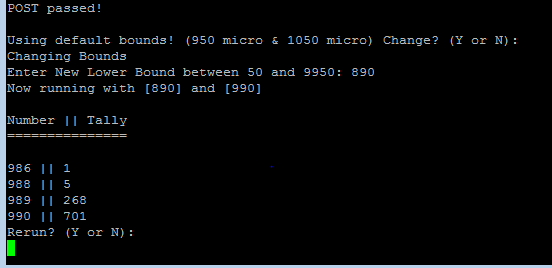 POST passed!
Using default bounds! (950 micro & 1050 micro) Change? (Y or N):
Changing Bounds
Enter New Lower Bound between 50 and 9950: 890
Now running with [890] and [990]
Number || Tally
===============
986 || 1
988 || 5
989 || 268
990 || 701
Rerun? (Y or N):